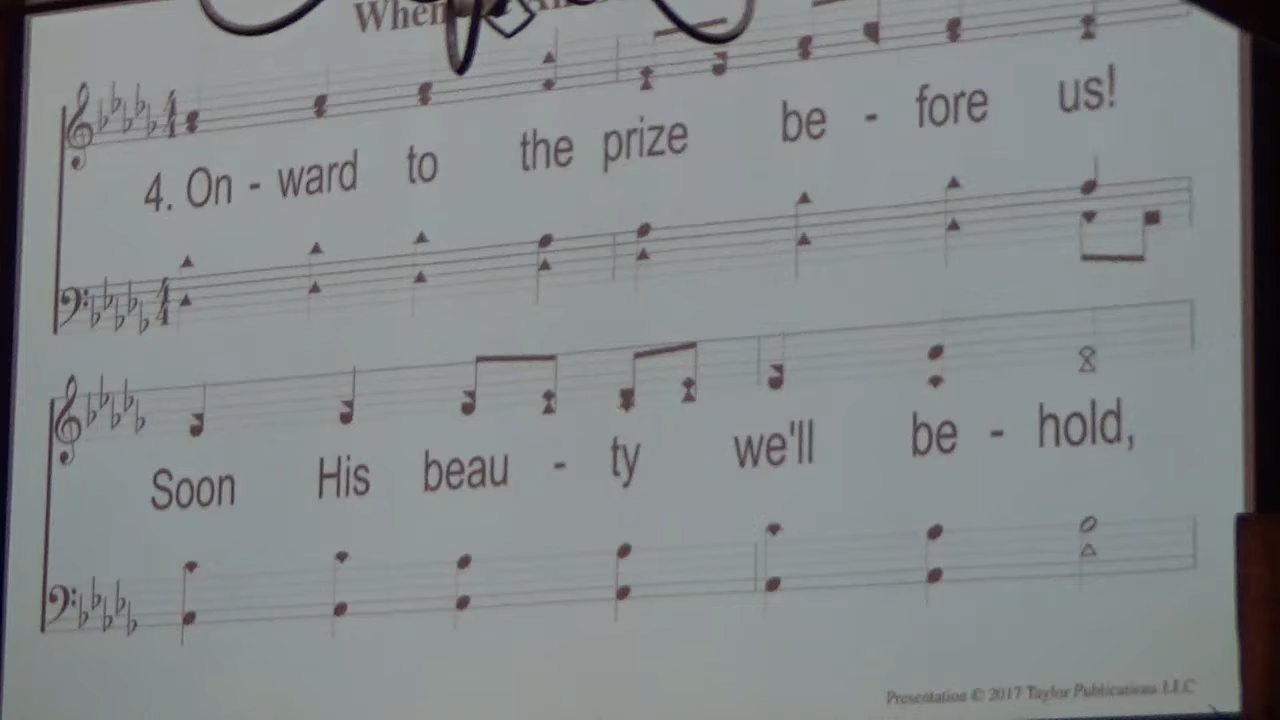 When
4. On - ward to the prize be - fore us!
Soon His beau - ty we'll be - hold,
Presentation © 2017 Taylor Publications LLC